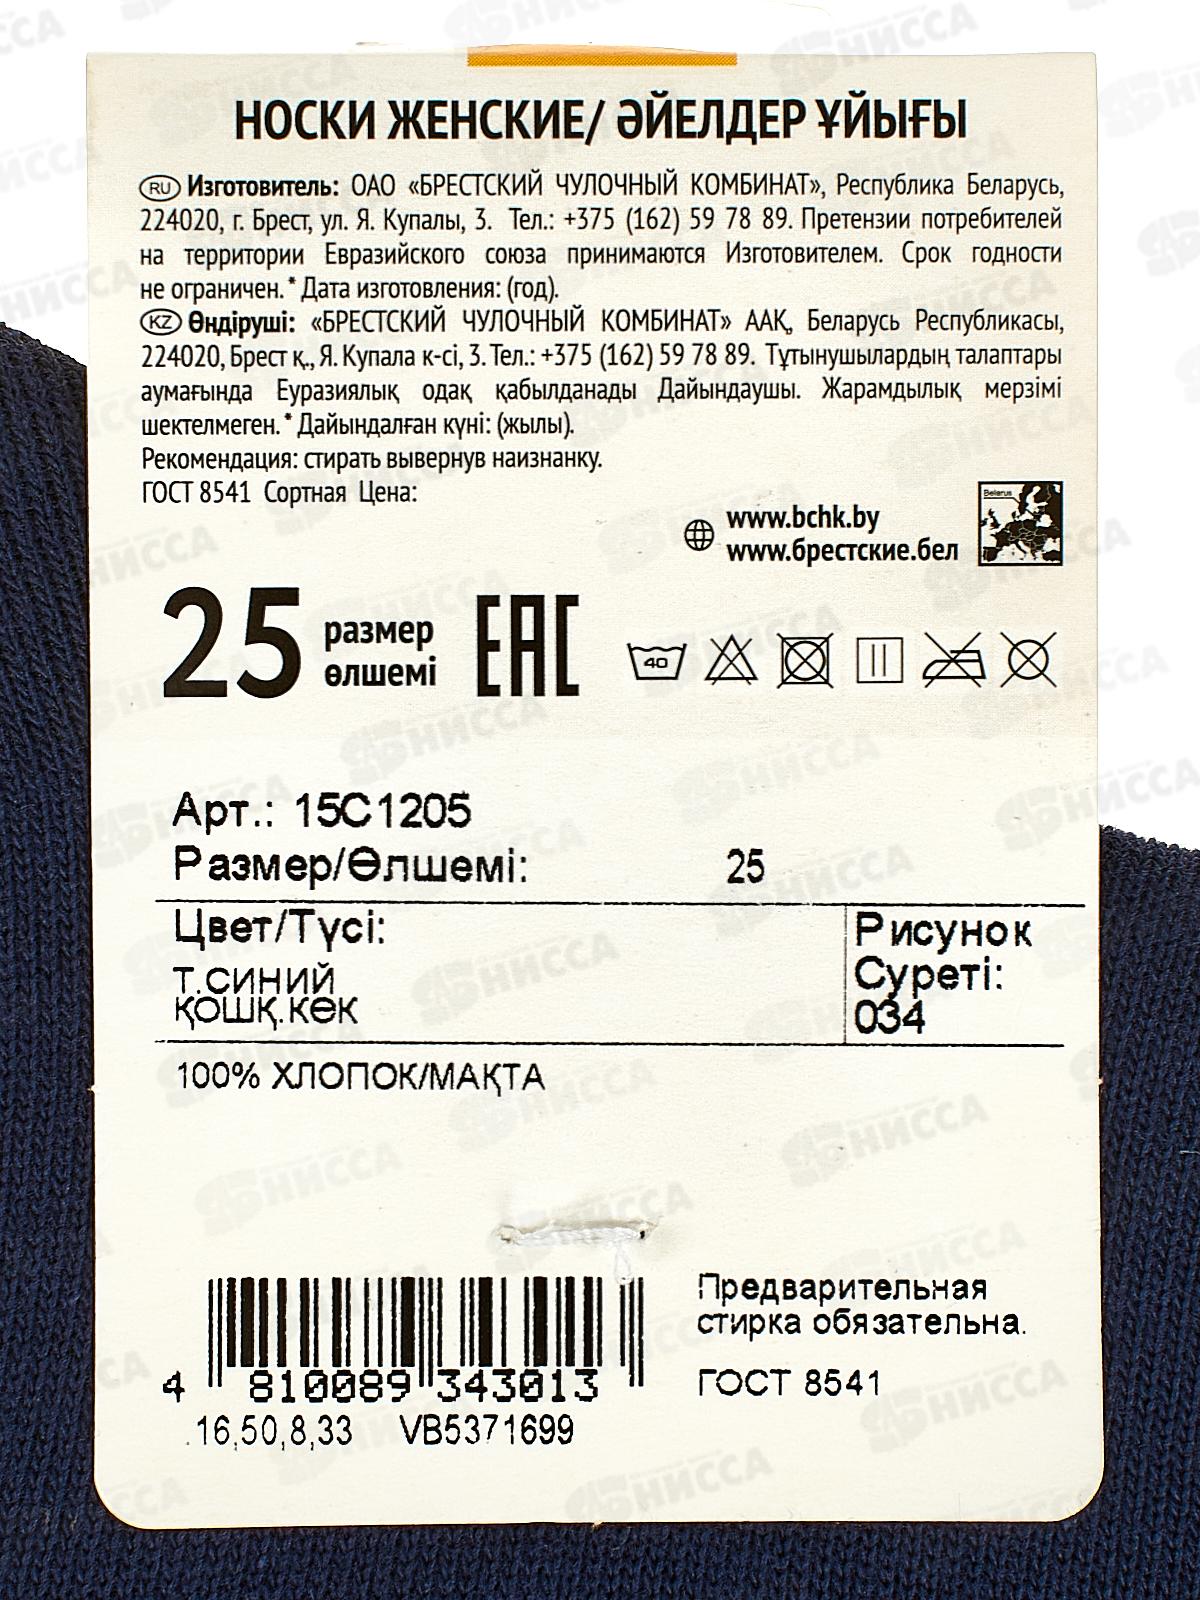 НОСКИ ЖЕНСКИЕ/ ӘЙЕЛДЕР ҰЙЫҒЫ
RU Изготовитель: ОАО «БРЕСТСКИЙ ЧУЛОЧНЫЙ КОМБИНАТ», Республика Беларусь,
224020, г. Брест, ул. Я. Купалы, 3. Тел.: +375 (162) 59 78 89. Претензии потребителей
на территории Евразийского союза принимаются Изготовителем. Срок годности
не ограничен.* Дата изготовления: (год).
KZ Өндіруші: «БРЕСТСКИЙ ЧУЛОЧНЫЙ КОМБИНАТ» ААҚ, Беларусь Республикасы,
224020, Брест қ., Я. Купала к-сі, 3. Тел.: +375 (162) 59 78 89. Тұтынушылардың талаптары
аумағында Еуразиялық одақ қабылданады Дайындаушы. Жарамдылық мерзімі
шектелмеген.* Дайындалған күні: (жылы).
Рекомендация: стирать вывернув наизнанку.
ГОСТ 8541 Сортная Цена:
www.bchk.by
www.брестские.бел
Belarus
25 размер
өлшемі
EAC
40
Арт.: 15С1205
Размер/Өлшемі: 25
Цвет/Түсі:
Т.СИНИЙ
ҚОШҚ.КӨК
Рисунок
Суреті:
034
100% ХЛОПОК/МАҚТА
Предварительная
стирка обязательна.
ГОСТ 8541
4 810089 343013
.16,50,8,33 VB5371699
НИССА